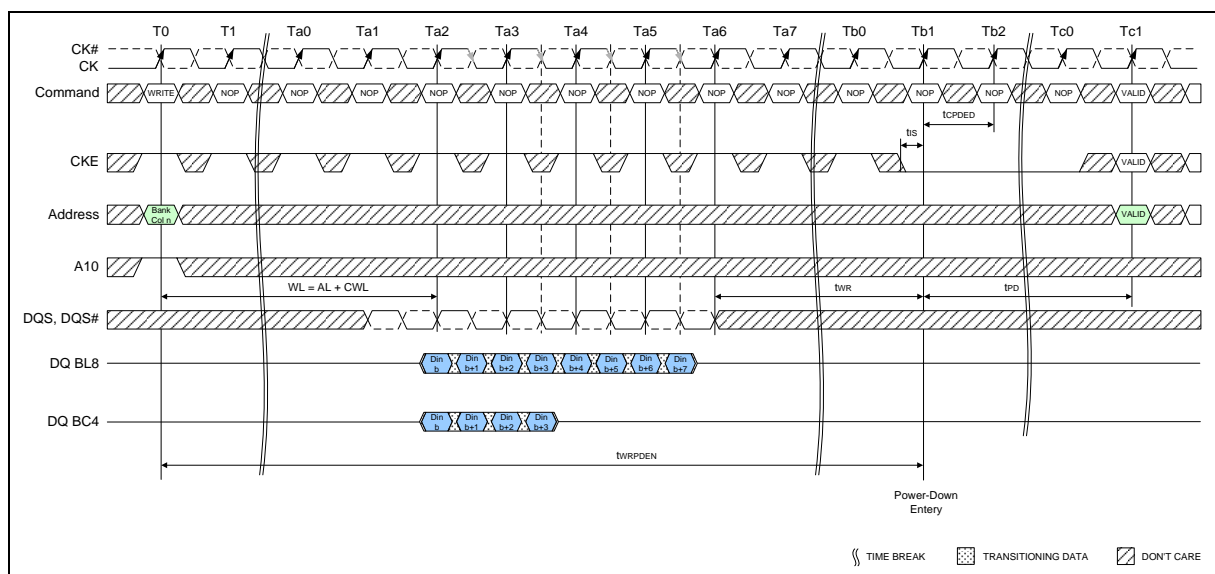 T0 T1 Ta0 Ta1 Ta2 Ta3 Ta4 Ta5 Ta6 Ta7 Tb0 Tb1 Tb2 Tc0 Tc1
CK#
CK
Command WRITE NOP NOP NOP NOP NOP NOP NOP NOP NOP NOP NOP NOP NOP VALID
tCPDED
tIS
CKE VALID
Address Bank Col n VALID
A10
WL = AL + CWL tWR tPD
DQS, DQS#
DQ BL8 Din b Din b+1 Din b+2 Din b+3 Din b+4 Din b+5 Din b+6 Din b+7
DQ BC4 Din b Din b+1 Din b+2 Din b+3
tWRPDEN
Power-Down
Entery
TIME BREAK TRANSITIONING DATA DON'T CARE